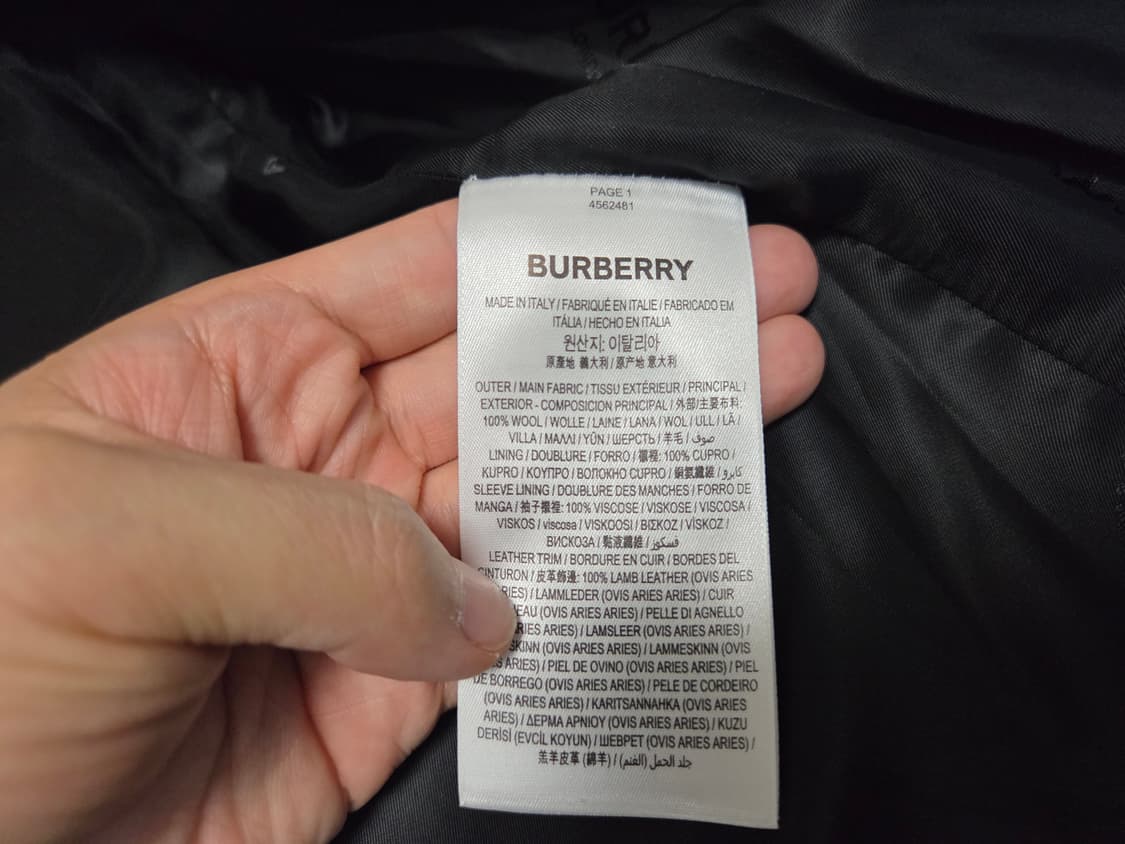 PAGE 1
4562481
BURBERRY
MADE IN ITALY / FABRIQUÉ EN ITALIE / FABRICADO EM
ITÁLIA / HECHO EN ITALIA
원산지: 이탈리아
原產地 義大利 / 原产地 意大利
OUTER / MAIN FABRIC / TISSU EXTÉRIEUR / PRINCIPAL /
EXTERIOR - COMPOSICION PRINCIPAL / 外部/主要布料:
100% WOOL / WOLLE / LAINE / LANA / WOL / ULL / LÃ /
VILLA / ΜΑΛΛΙ / YÜN / ШЕРСТЬ / 羊毛 / صوف
LINING / DOUBLURE / FORRO / 襯裡: 100% CUPRO /
KUPRO / ΚΟΥΠΡΟ / ВОЛОКНО CUPRO / 銅氨纖維 / كابرو
SLEEVE LINING / DOUBLURE DES MANCHES / FORRO DE
MANGA / 袖子襯裡: 100% VISCOSE / VISKOSE / VISCOSA /
VISKOS / viscosa / VISKOOSI / ΒΙΣΚΟΖ / VİSKOZ /
ВИСКОЗА / 黏液纖維 / فسكوز
LEATHER TRIM / BORDURE EN CUIR / BORDES DEL
CINTURON / 皮革飾邊: 100% LAMB LEATHER (OVIS ARIES
ARIES) / LAMMLEDER (OVIS ARIES ARIES) / CUIR
(OVIS ARIES ARIES) / PELLE DI AGNELLO
ARIES ARIES) / LAMSLEER (OVIS ARIES ARIES) /
(OVIS ARIES ARIES) / LAMMESKINN (OVIS
ARIES) / PIEL DE OVINO (OVIS ARIES ARIES) / PIEL
DE BORREGO (OVIS ARIES ARIES) / PELE DE CORDEIRO
(OVIS ARIES ARIES) / KARITSANNAHKA (OVIS ARIES
ARIES) / ΔΕΡΜΑ ΑΡΝΙΟΥ (OVIS ARIES ARIES) / KUZU
DERİSİ (EVCİL KOYUN) / ШЕВРЕТ (OVIS ARIES ARIES) /
羔羊皮革 (綿羊) / جلد الحمل (الغنم)